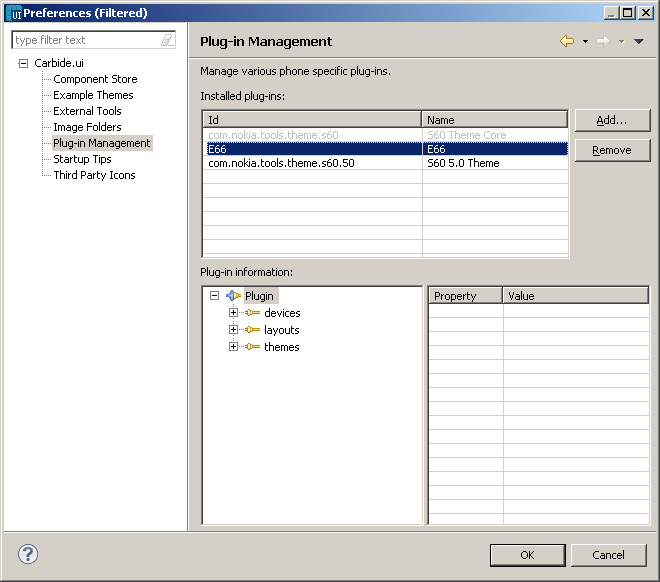 UI Preferences (Filtered)
type filter text
Carbide.ui
Component Store
Example Themes
External Tools
Image Folders
Plug-in Management
Startup Tips
Third Party Icons
Plug-in Management
Manage various phone specific plug-ins.
Installed plug-ins:
Id Name
com.nokia.tools.theme.s60 S60 Theme Core
E66 E66
com.nokia.tools.theme.s60.50 S60 5.0 Theme
Add...
Remove
Plug-in information:
Plugin
devices
layouts
themes
Property Value
?
OK Cancel